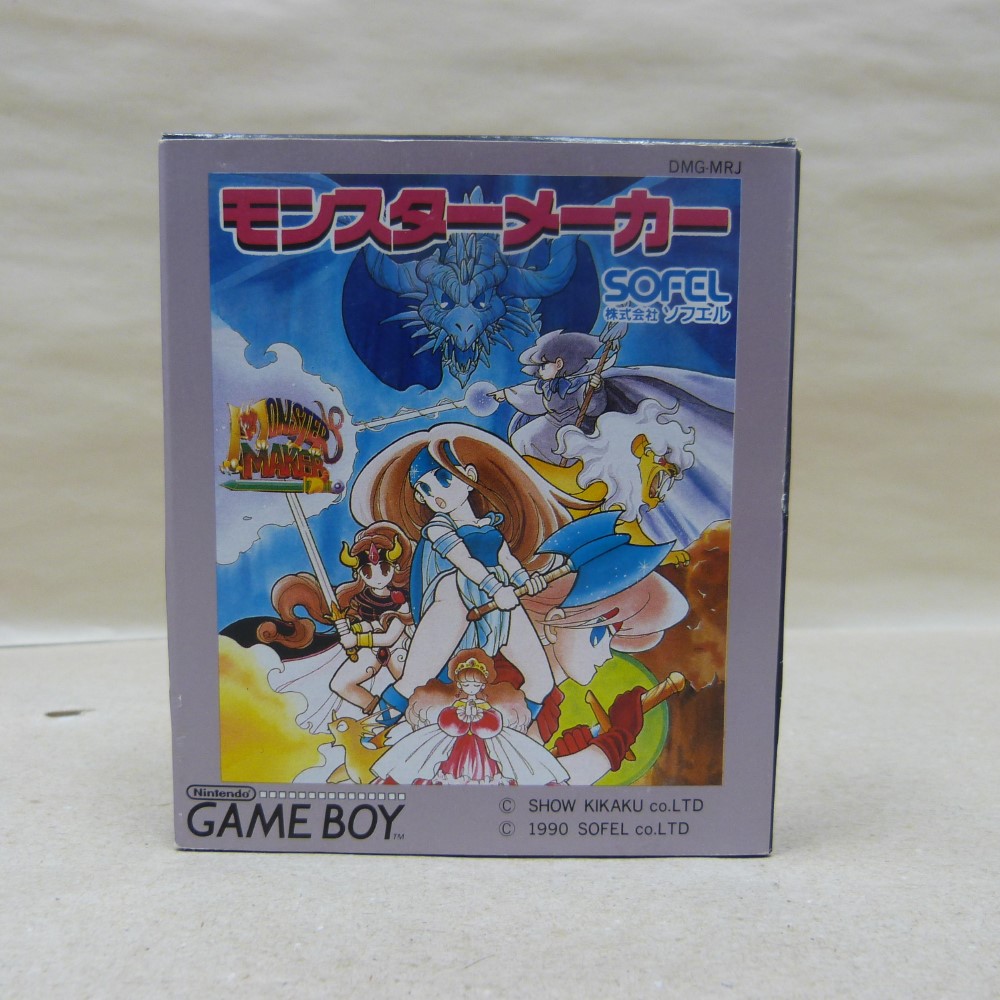 DMG-MRJ
モンスターメーカー
SOFEL
株式会社 ソフエル
MONSTER
MAKER
Nintendo
GAME BOY™
© SHOW KIKAKU co.LTD
© 1990 SOFEL co.LTD